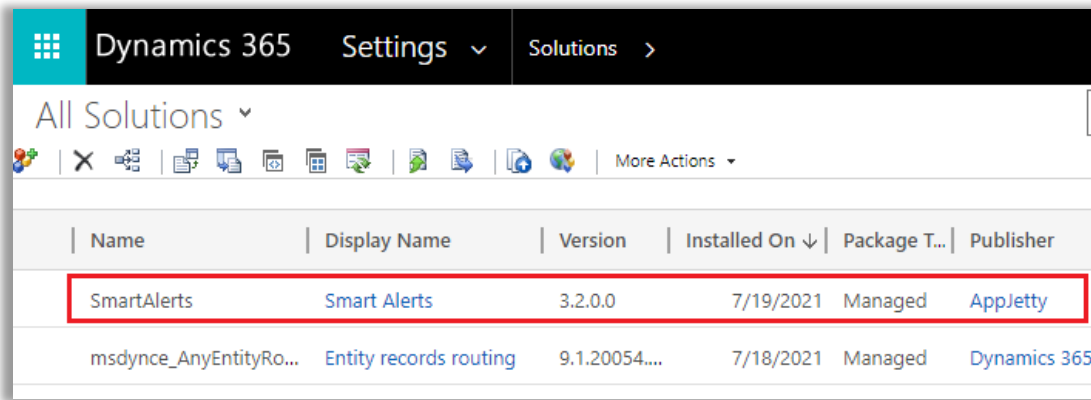 Dynamics 365 Settings Solutions
All Solutions
More Actions
Name Display Name Version Installed On Package T... Publisher
SmartAlerts Smart Alerts 3.2.0.0 7/19/2021 Managed AppJetty
msdynce_AnyEntityRo... Entity records routing 9.1.20054.... 7/18/2021 Managed Dynamics 365